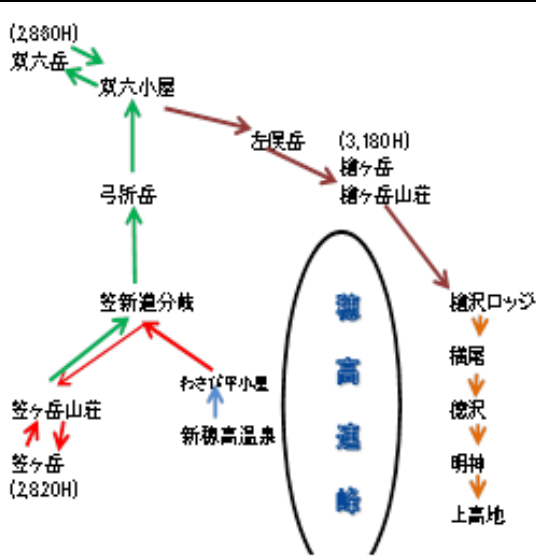 (2,860H)
双六岳
双六小屋
左俣岳
(3,180H)
槍ヶ岳
槍ヶ岳山荘
弓折岳
笠新道分岐
穂高連峰
槍沢ロッジ
横尾
徳沢
明神
上高地
わさび平小屋
新穂高温泉
笠ヶ岳山荘
笠ヶ岳
(2,820H)